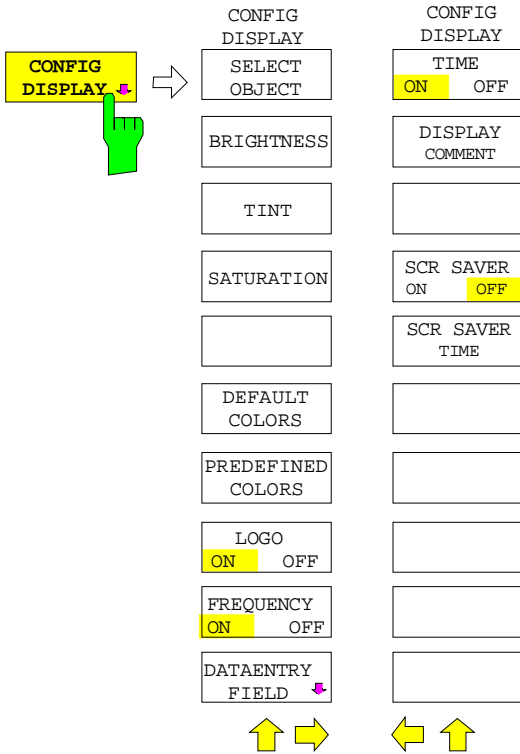 CONFIG
DISPLAY
CONFIG
DISPLAY
SELECT
OBJECT
BRIGHTNESS
TINT
SATURATION
DEFAULT
COLORS
PREDEFINED
COLORS
LOGO
ON OFF
FREQUENCY
ON OFF
DATAENTRY
FIELD
CONFIG
DISPLAY
TIME
ON OFF
DISPLAY
COMMENT
SCR SAVER
ON OFF
SCR SAVER
TIME